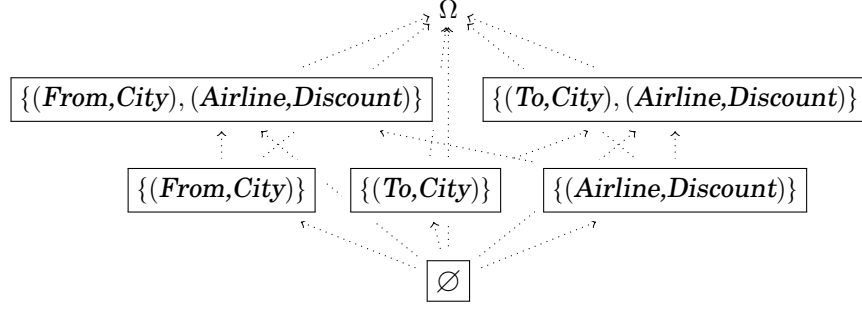 Ω
{(From,City), (Airline,Discount)} {(To,City), (Airline,Discount)}
{(From,City)} {(To,City)} {(Airline,Discount)}
∅